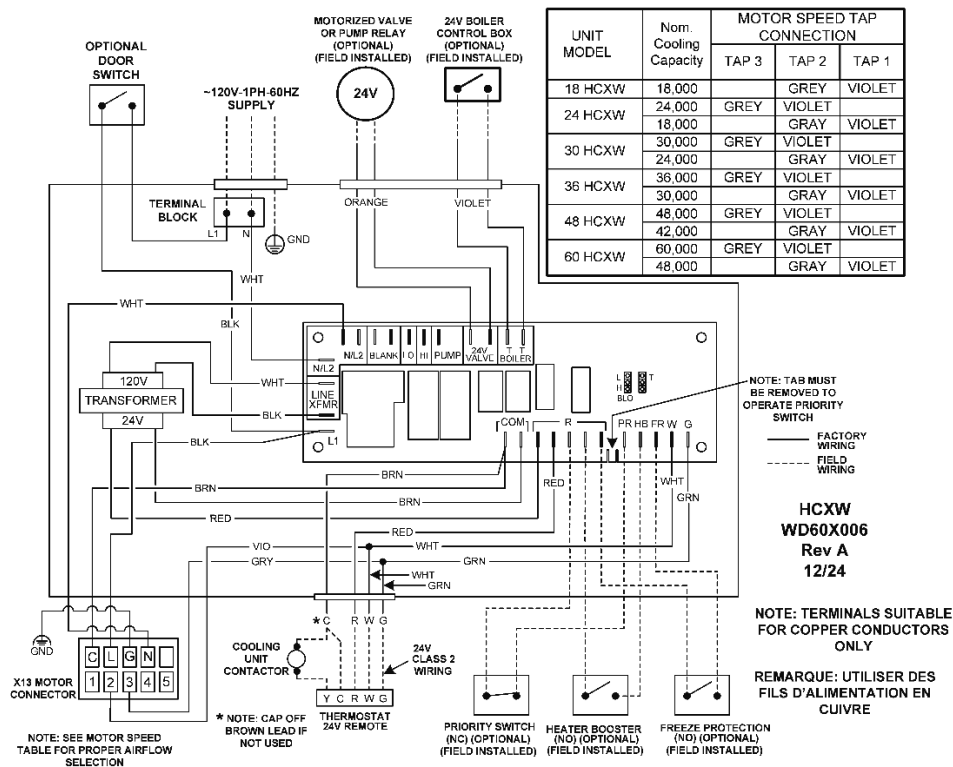 OPTIONAL
DOOR
SWITCH
~120V-1PH-60HZ
SUPPLY
MOTORIZED VALVE
OR PUMP RELAY
(OPTIONAL)
(FIELD INSTALLED)
24V
24V BOILER
CONTROL BOX
(OPTIONAL)
(FIELD INSTALLED)
UNIT
MODEL
Nom.
Cooling
Capacity
MOTOR SPEED TAP
CONNECTION
TAP 3 TAP 2 TAP 1
18 HCXW 18,000 GREY VIOLET
24 HCXW 24,000 GREY VIOLET
18,000 GRAY VIOLET
30 HCXW 30,000 GREY VIOLET
24,000 GRAY VIOLET
36 HCXW 36,000 GREY VIOLET
30,000 GRAY VIOLET
48 HCXW 48,000 GREY VIOLET
42,000 GRAY VIOLET
60 HCXW 60,000 GREY VIOLET
48,000 GRAY VIOLET
TERMINAL
BLOCK
L1 N
GND
ORANGE
VIOLET
WHT
WHT
BLK
N/L2 BLANK LO HI PUMP 24V VALVE T T BOILER
N/L2
LINE
XFMR
L1
WHT
BLK
BLK
120V
TRANSFORMER
24V
L T
H
BLO
COM R PR HB FR W G
NOTE: TAB MUST
BE REMOVED TO
OPERATE PRIORITY
SWITCH
FACTORY
WIRING
FIELD
WIRING
BRN
BRN
BRN
RED
RED
RED
WHT
GRN
VIO
WHT
GRY
GRN
WHT
GRN
HCXW
WD60X006
Rev A
12/24
NOTE: TERMINALS SUITABLE
FOR COPPER CONDUCTORS
ONLY
REMARQUE: UTILISER DES
FILS D'ALIMENTATION EN
CUIVRE
GND
C L G N
1 2 3 4 5
X13 MOTOR
CONNECTOR
NOTE: SEE MOTOR SPEED
TABLE FOR PROPER AIRFLOW
SELECTION
* C R W G
COOLING
UNIT
CONTACTOR
24V
CLASS 2
WIRING
Y C R W G
THERMOSTAT
24V REMOTE
* NOTE: CAP OFF
BROWN LEAD IF
NOT USED
PRIORITY SWITCH
(NC) (OPTIONAL)
(FIELD INSTALLED)
HEATER BOOSTER
(NO) (OPTIONAL)
(FIELD INSTALLED)
FREEZE PROTECTION
(NO) (OPTIONAL)
(FIELD INSTALLED)